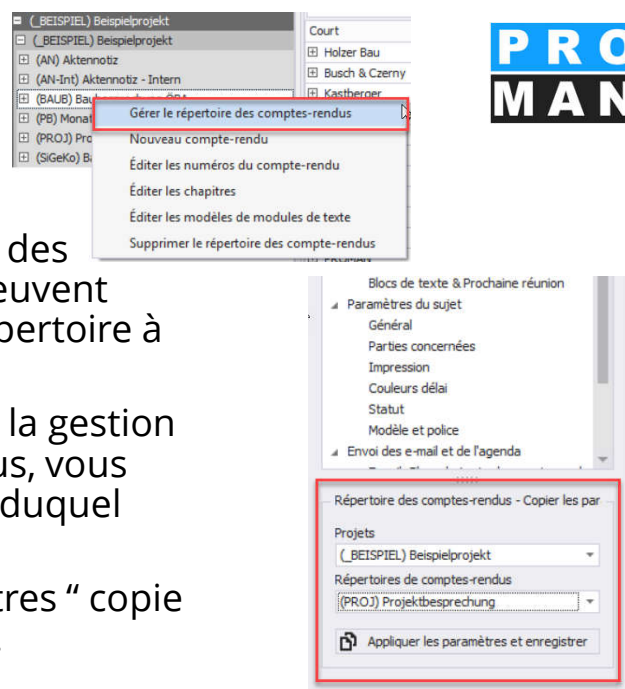 (_BEISPIEL) Beispielprojekt
(_BEISPIEL) Beispielprojekt
(AN) Aktennotiz
(AN-Int) Aktennotiz - Intern
(BAUB)
(PB)
(PROJ)
(SiGeKo)
Court
Holzer Bau
Busch & Czerny
Kastberger
Gérer le répertoire des comptes-rendus
Nouveau compte-rendu
Éditer les numéros du compte-rendu
Éditer les chapitres
Éditer les modèles de modules de texte
Supprimer le répertoire des compte-rendus
PRO
MAN
des
euvent
pertoire à
la gestion
us, vous
duquel
tres “ copie
Blocs de texte & Prochaine réunion
Paramètres du sujet
Général
Parties concernées
Impression
Couleurs délai
Statut
Modèle et police
Envoi des e-mail et de l'agenda
Répertoire des comptes-rendus - Copier les par
Projets
(_BEISPIEL) Beispielprojekt
Répertoires de comptes-rendus
(PROJ) Projektbesprechung
Appliquer les paramètres et enregistrer